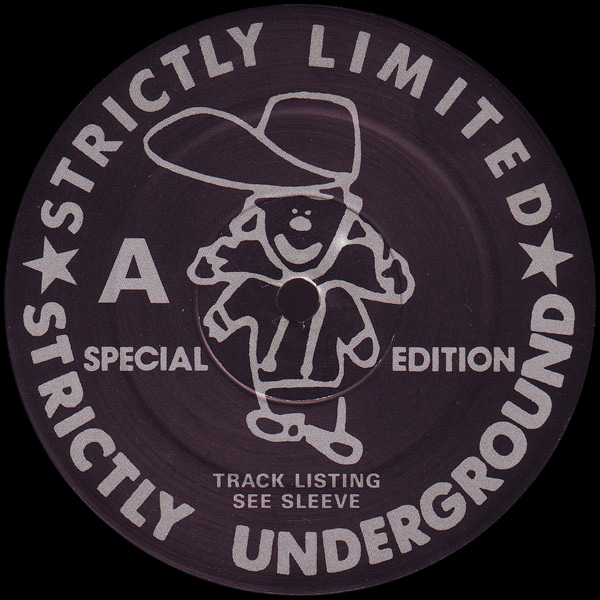 STRICTLY LIMITED
A
SPECIAL EDITION
TRACK LISTING
SEE SLEEVE
STRICTLY UNDERGROUND